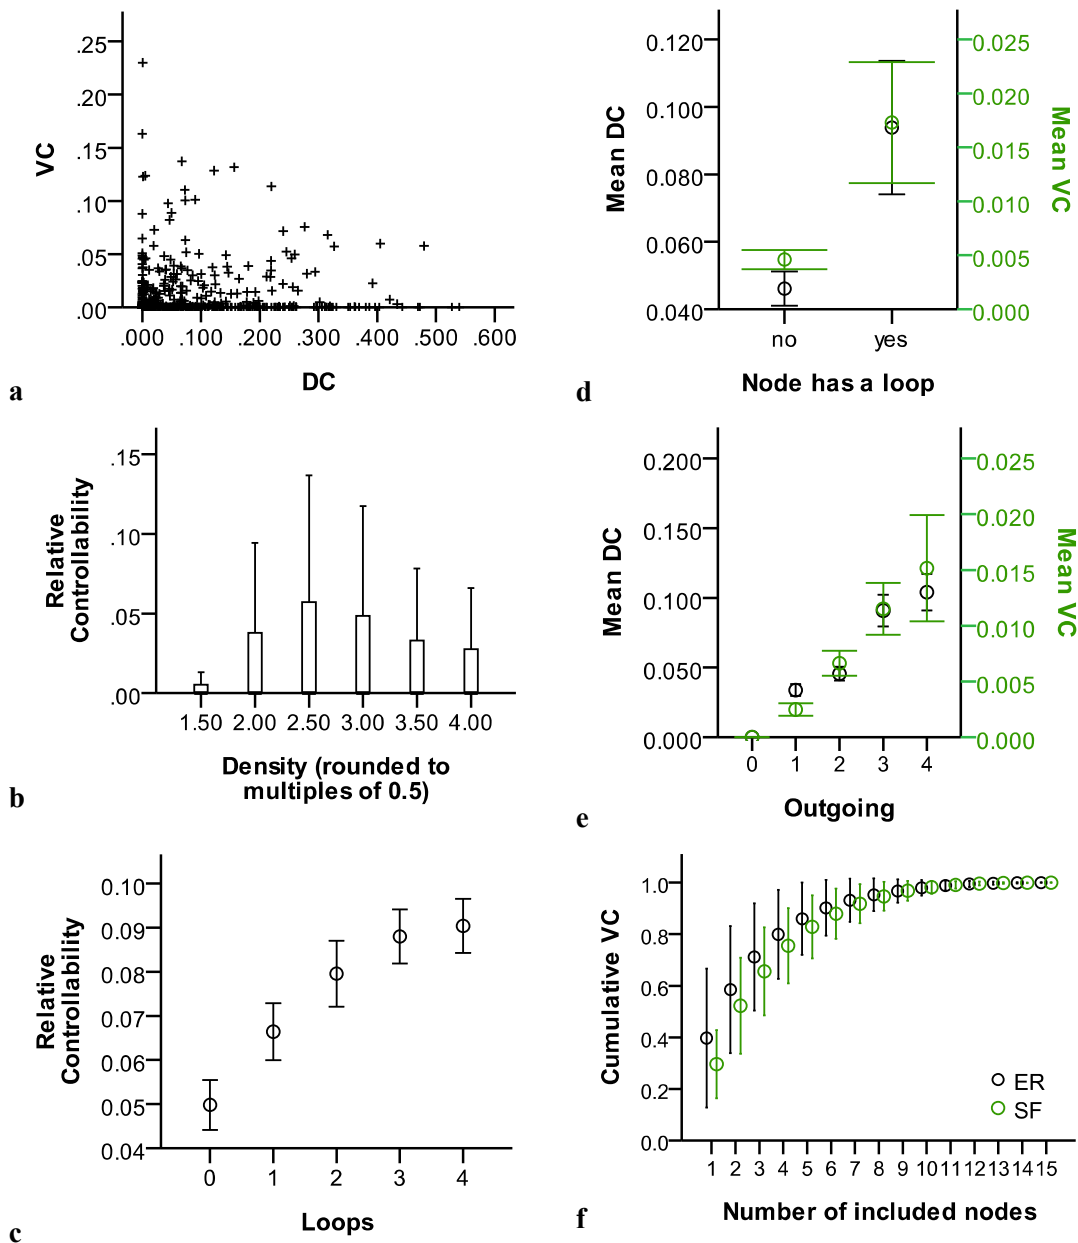 VC
.25
.20
.15
.10
.05
.00
.000 .100 .200 .300 .400 .500 .600
DC
a
Mean DC
0.120
0.100
0.080
0.060
0.040
0.025
0.020
0.015
0.010
0.005
0.000
Mean VC
no yes
Node has a loop
d
Relative
Controllability
.15
.10
.05
.00
1.50 2.00 2.50 3.00 3.50 4.00
Density (rounded to
multiples of 0.5)
b
Mean DC
0.200
0.150
0.100
0.050
0.000
0.025
0.020
0.015
0.010
0.005
0.000
Mean VC
0 1 2 3 4
Outgoing
e
Relative
Controllability
0.10
0.09
0.08
0.07
0.06
0.05
0.04
0 1 2 3 4
Loops
c
Cumulative VC
1.0
0.8
0.6
0.4
0.2
0.0
ER
SF
1 2 3 4 5 6 7 8 9 10 11 12 13 14 15
Number of included nodes
f